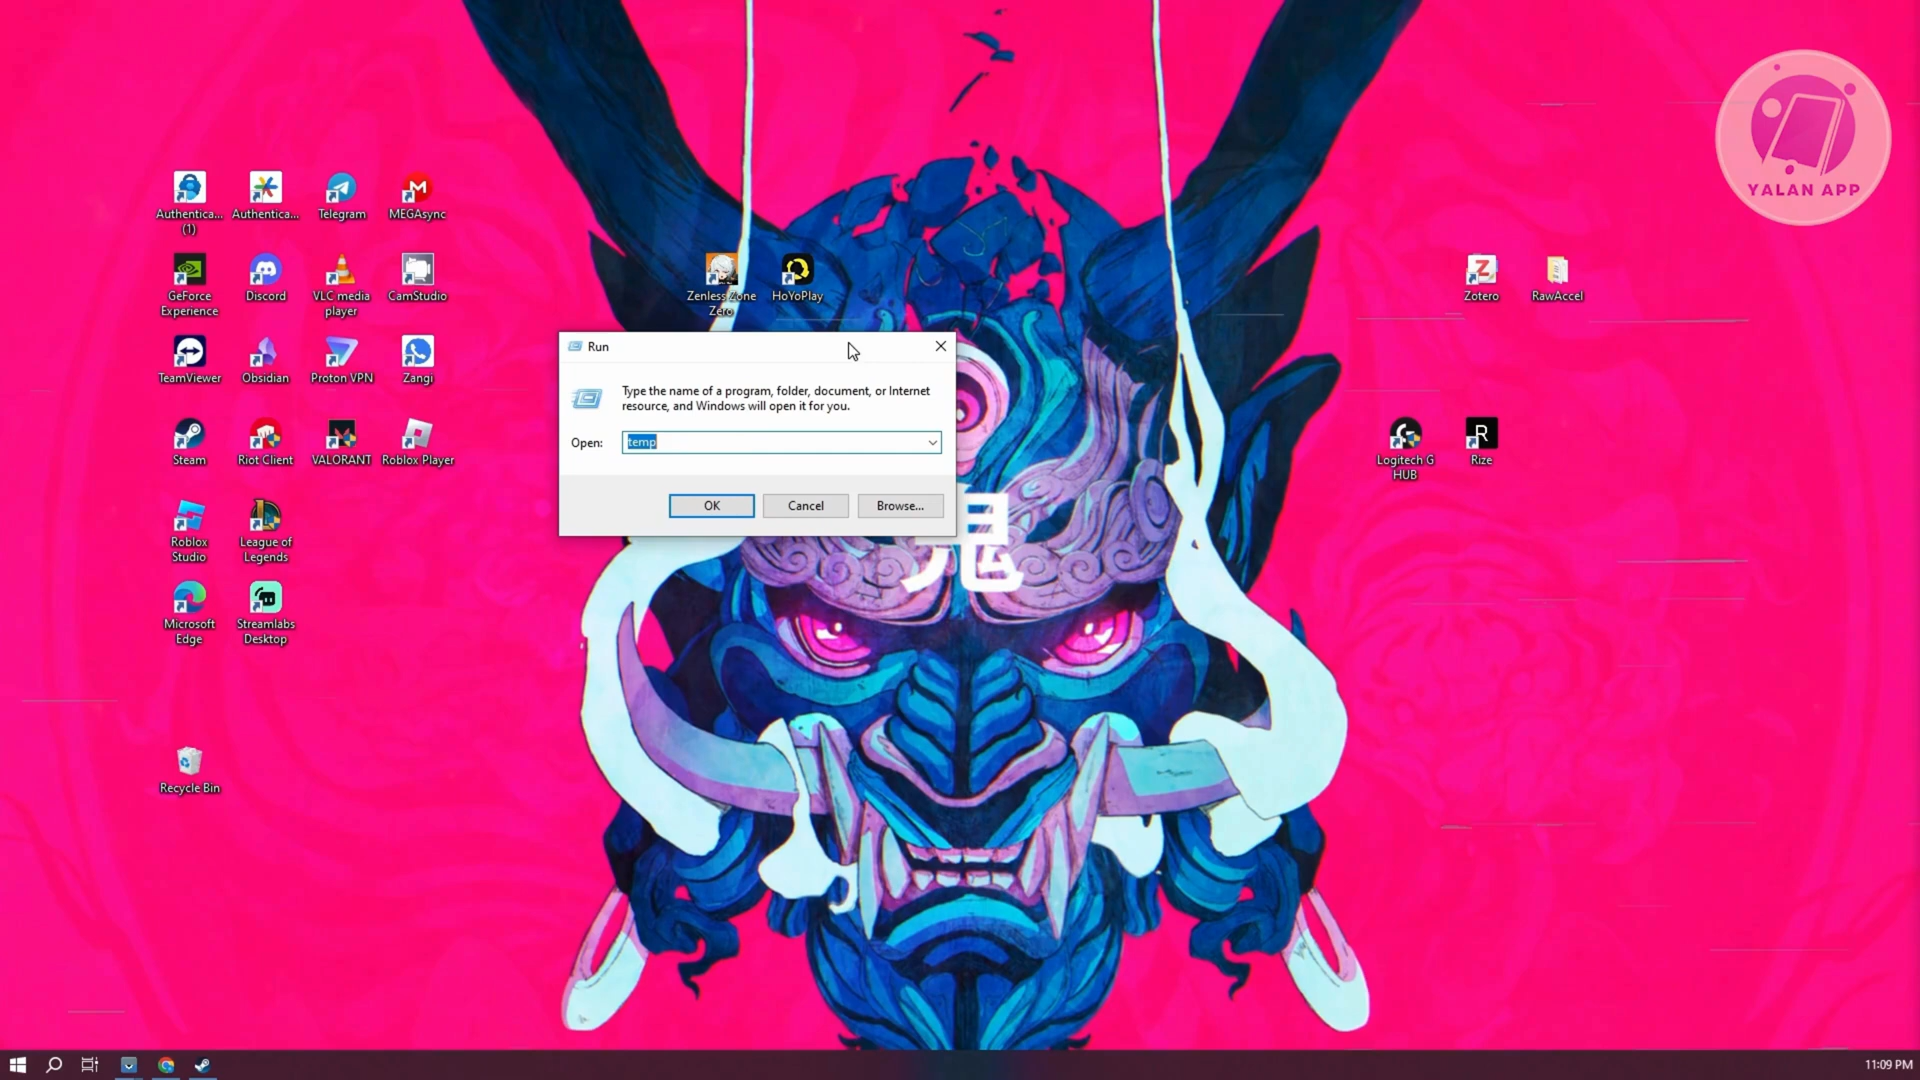 YALAN APP
Authentica...
(1)
Authentica...
Telegram
MEGAsync
GeForce
Experience
Discord
VLC media
player
CamStudio
Zenless Zone
Zero
HoYoPlay
Zotero
RawAccel
TeamViewer
Obsidian
Proton VPN
Zangi
Run
Type the name of a program, folder, document, or Internet
resource, and Windows will open it for you.
Open:
temp
OK
Cancel
Browse...
Steam
Riot Client
VALORANT
Roblox Player
Logitech G
HUB
R
Rize
Roblox
Studio
League of
Legends
鬼
Microsoft
Edge
Streamlabs
Desktop
Recycle Bin
11:09 PM